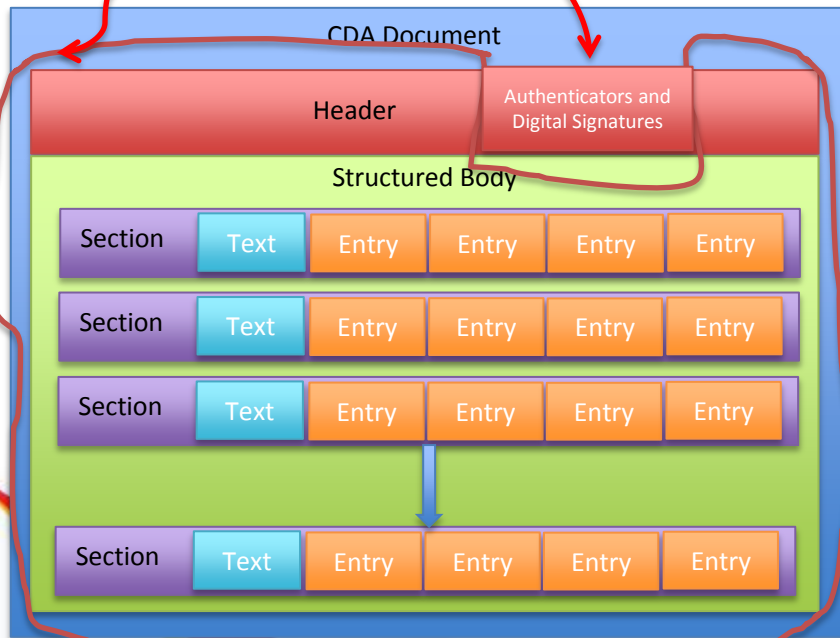 CDA Document
Header
Authenticators and
Digital Signatures
Structured Body
Section Text Entry Entry Entry Entry
Section Text Entry Entry Entry Entry
Section Text Entry Entry Entry Entry
Section Text Entry Entry Entry Entry